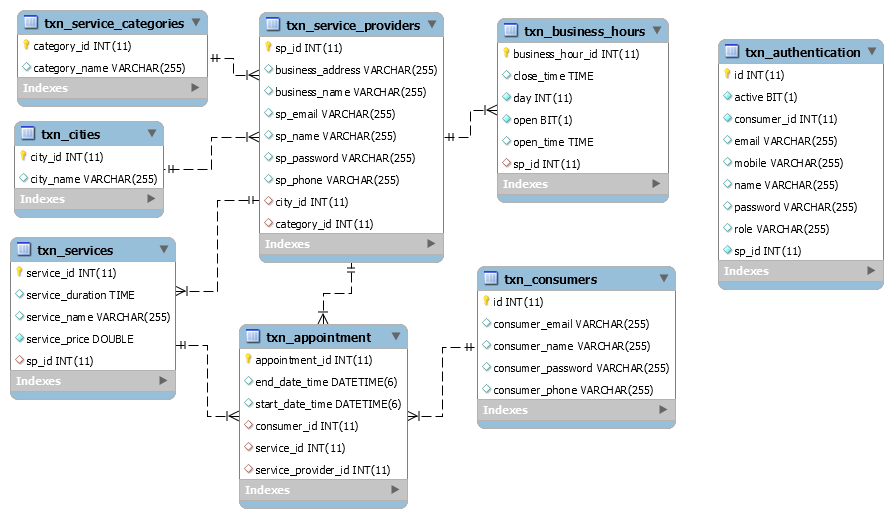 txn_service_categories
category_id INT(11)
category_name VARCHAR(255)
Indexes
txn_cities
city_id INT(11)
city_name VARCHAR(255)
Indexes
txn_services
service_id INT(11)
service_duration TIME
service_name VARCHAR(255)
service_price DOUBLE
sp_id INT(11)
Indexes
txn_service_providers
sp_id INT(11)
business_address VARCHAR(255)
business_name VARCHAR(255)
sp_email VARCHAR(255)
sp_name VARCHAR(255)
sp_password VARCHAR(255)
sp_phone VARCHAR(255)
city_id INT(11)
category_id INT(11)
Indexes
txn_appointment
appointment_id INT(11)
end_date_time DATETIME(6)
start_date_time DATETIME(6)
consumer_id INT(11)
service_id INT(11)
service_provider_id INT(11)
Indexes
txn_business_hours
business_hour_id INT(11)
close_time TIME
day INT(11)
open BIT(1)
open_time TIME
sp_id INT(11)
Indexes
txn_consumers
id INT(11)
consumer_email VARCHAR(255)
consumer_name VARCHAR(255)
consumer_password VARCHAR(255)
consumer_phone VARCHAR(255)
Indexes
txn_authentication
id INT(11)
active BIT(1)
consumer_id INT(11)
email VARCHAR(255)
mobile VARCHAR(255)
name VARCHAR(255)
password VARCHAR(255)
role VARCHAR(255)
sp_id INT(11)
Indexes